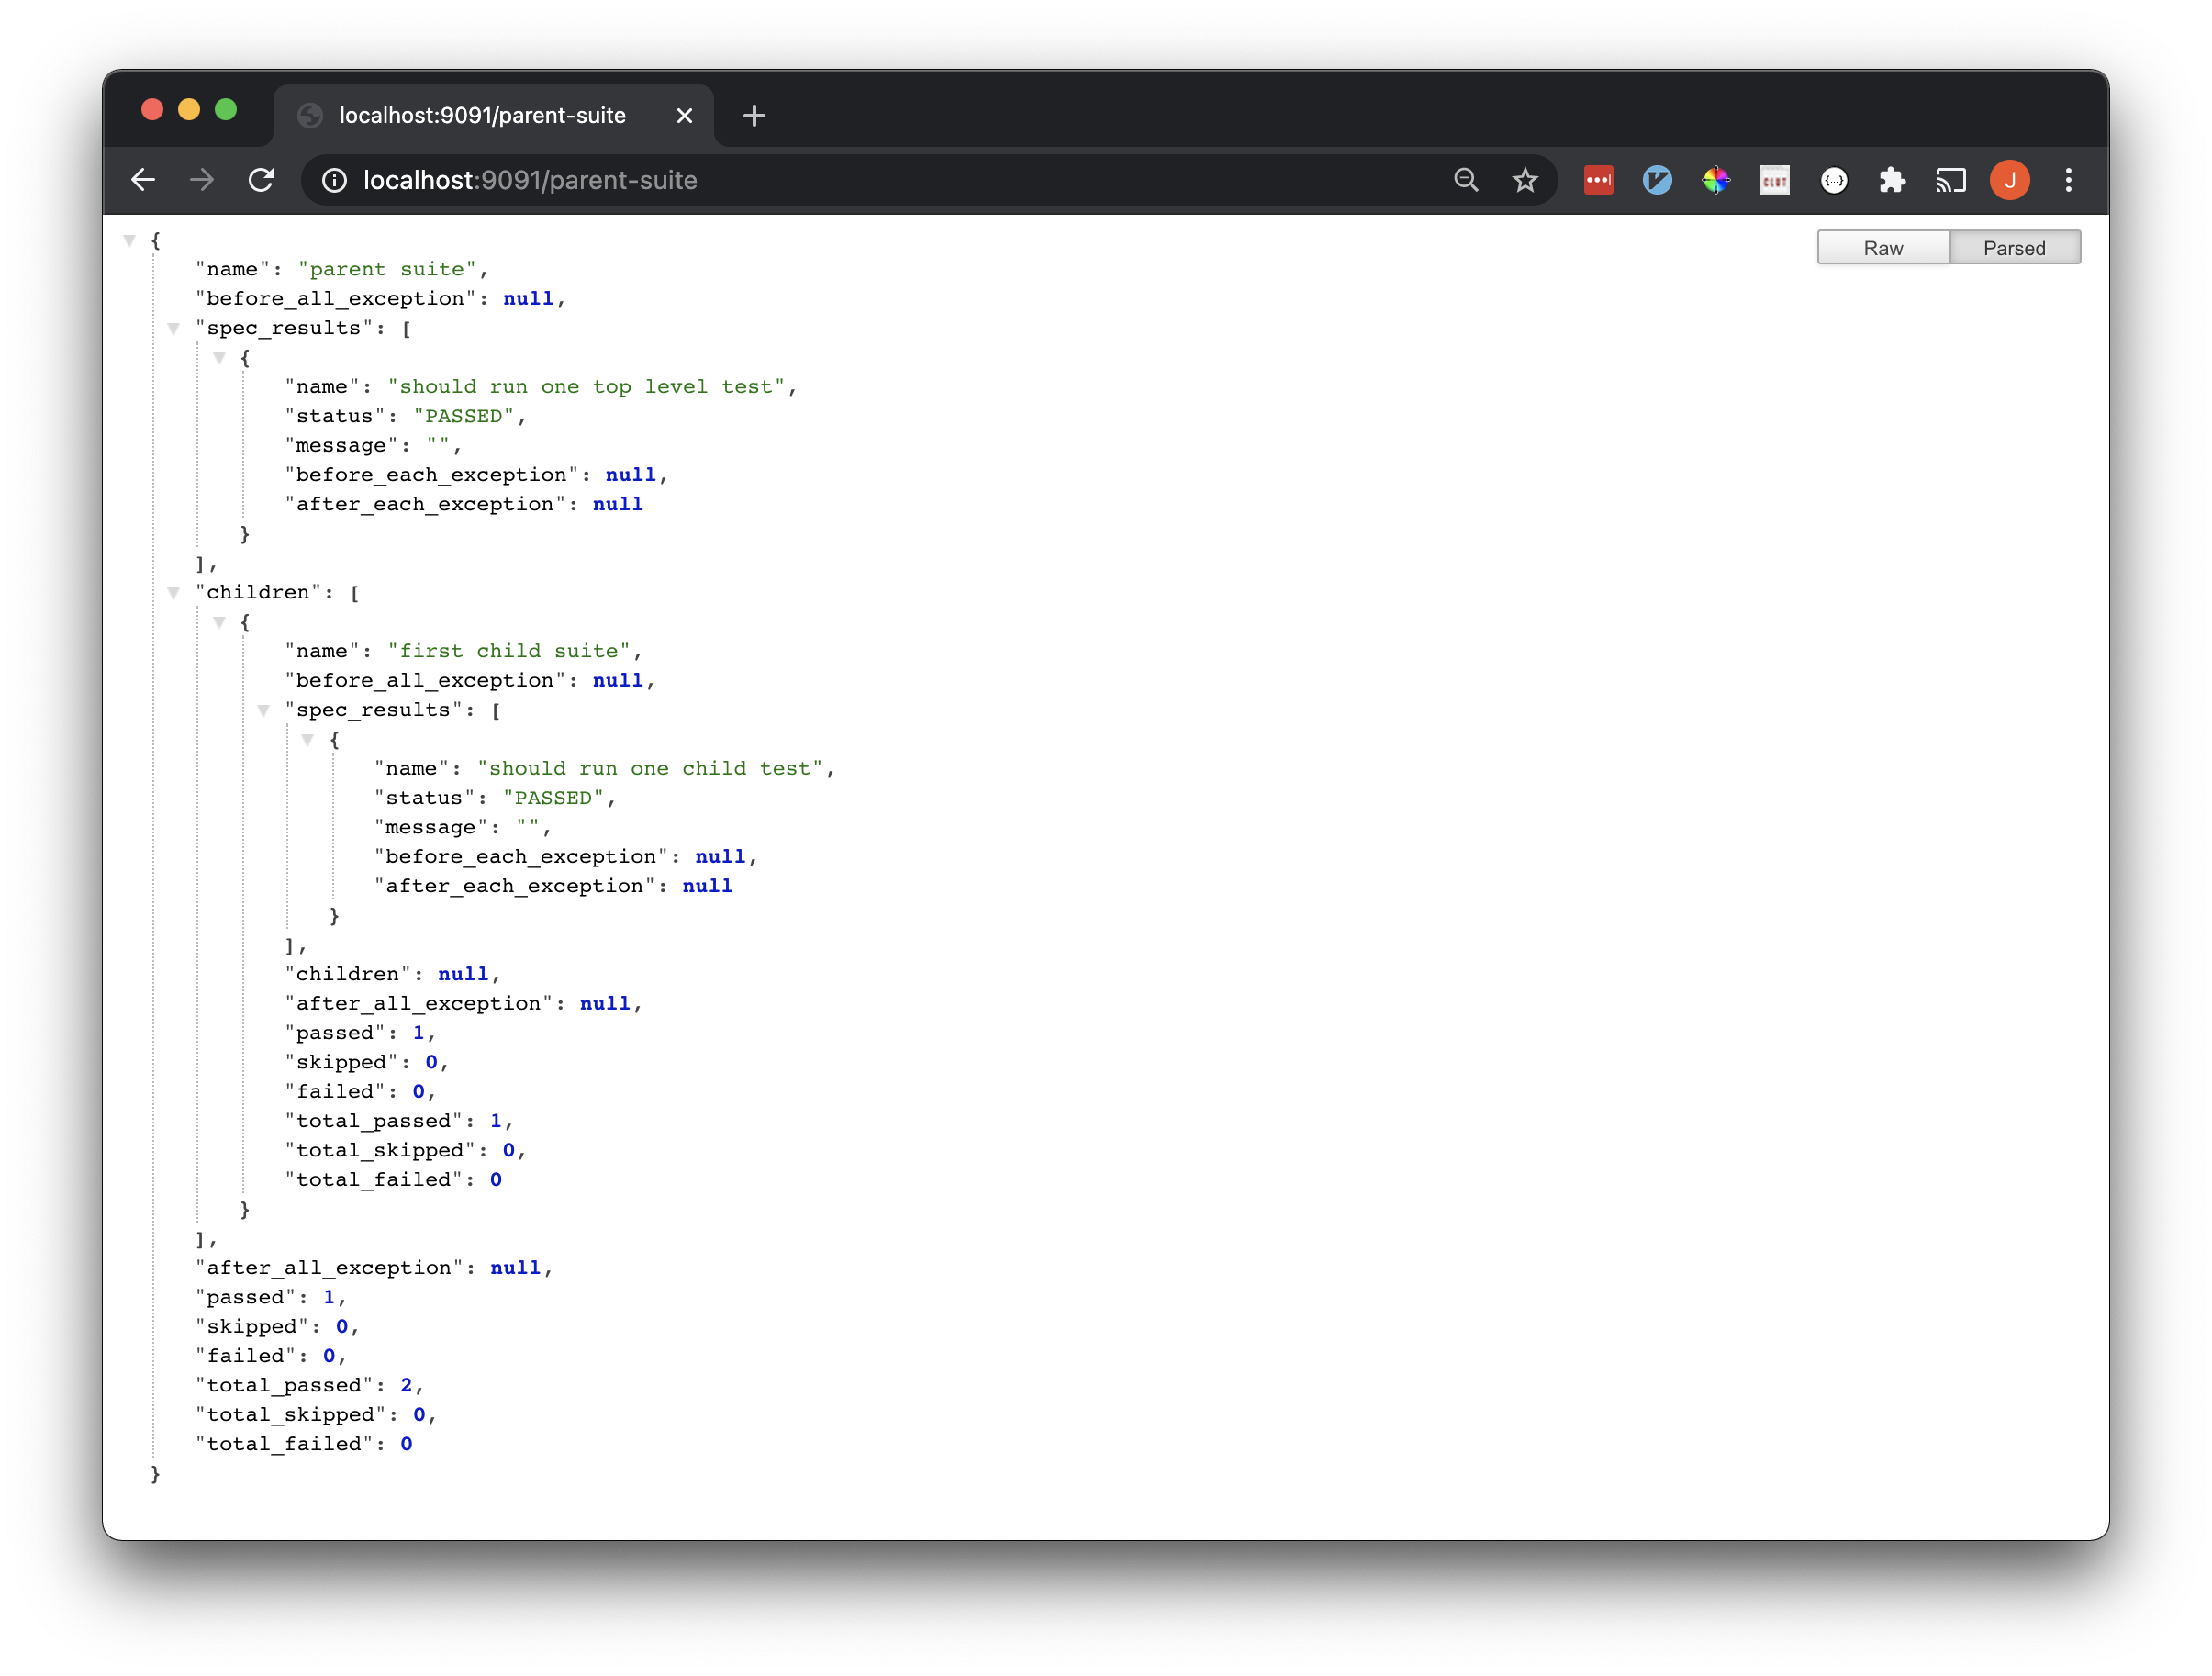 localhost:9091/parent-suite
localhost:9091/parent-suite
CLUT
{...}
J
Raw
Parsed
{
"name": "parent suite",
"before_all_exception": null,
"spec_results": [
{
"name": "should run one top level test",
"status": "PASSED",
"message": "",
"before_each_exception": null,
"after_each_exception": null
}
],
"children": [
{
"name": "first child suite",
"before_all_exception": null,
"spec_results": [
{
"name": "should run one child test",
"status": "PASSED",
"message": "",
"before_each_exception": null,
"after_each_exception": null
}
],
"children": null,
"after_all_exception": null,
"passed": 1,
"skipped": 0,
"failed": 0,
"total_passed": 1,
"total_skipped": 0,
"total_failed": 0
}
],
"after_all_exception": null,
"passed": 1,
"skipped": 0,
"failed": 0,
"total_passed": 2,
"total_skipped": 0,
"total_failed": 0
}